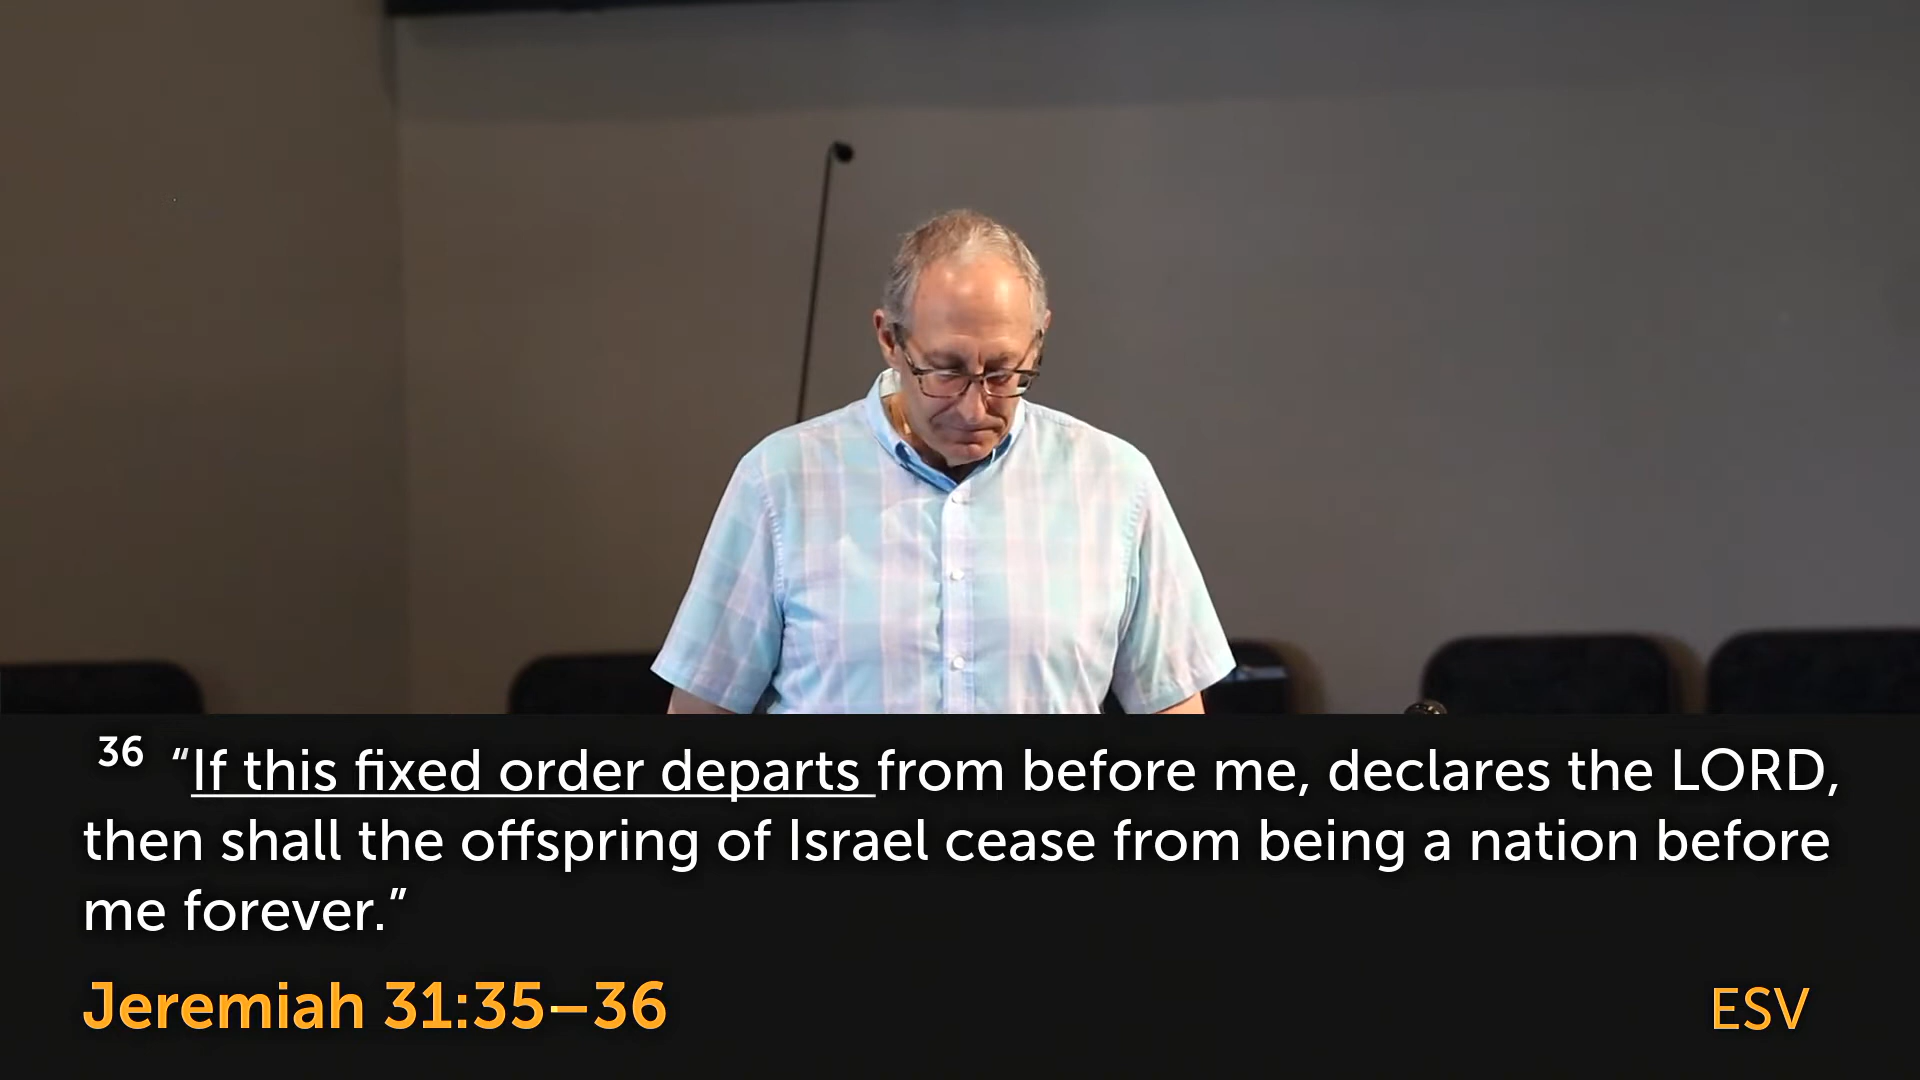 36 “If this fixed order departs from before me, declares the LORD,
then shall the offspring of Israel cease from being a nation before
me forever.”
Jeremiah 31:35–36
ESV